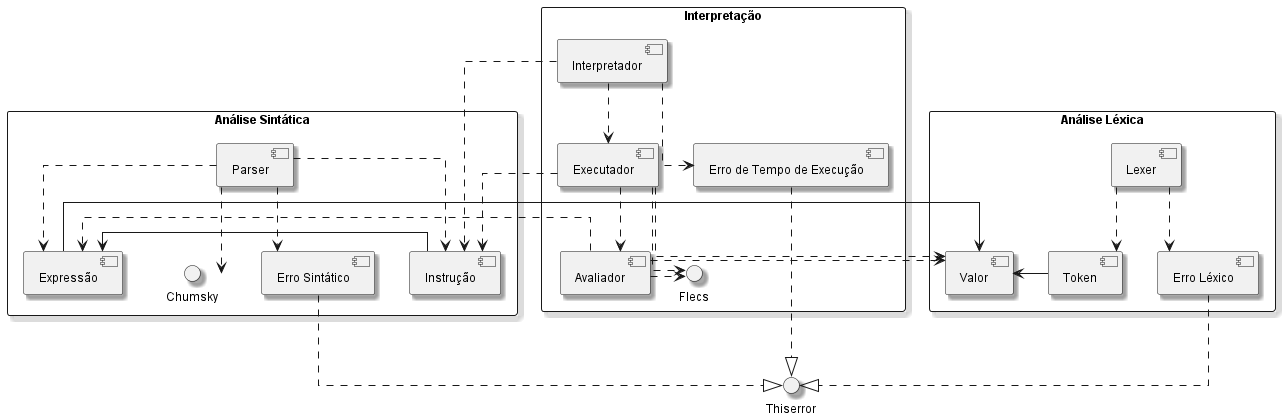 Interpretação
Interpretador
Análise Sintática
Análise Léxica
Parser
Executador
Erro de Tempo de Execução
Lexer
Expressão
Chumsky
Erro Sintático
Instrução
Avaliador
Flecs
Valor
Token
Erro Léxico
Thiserror